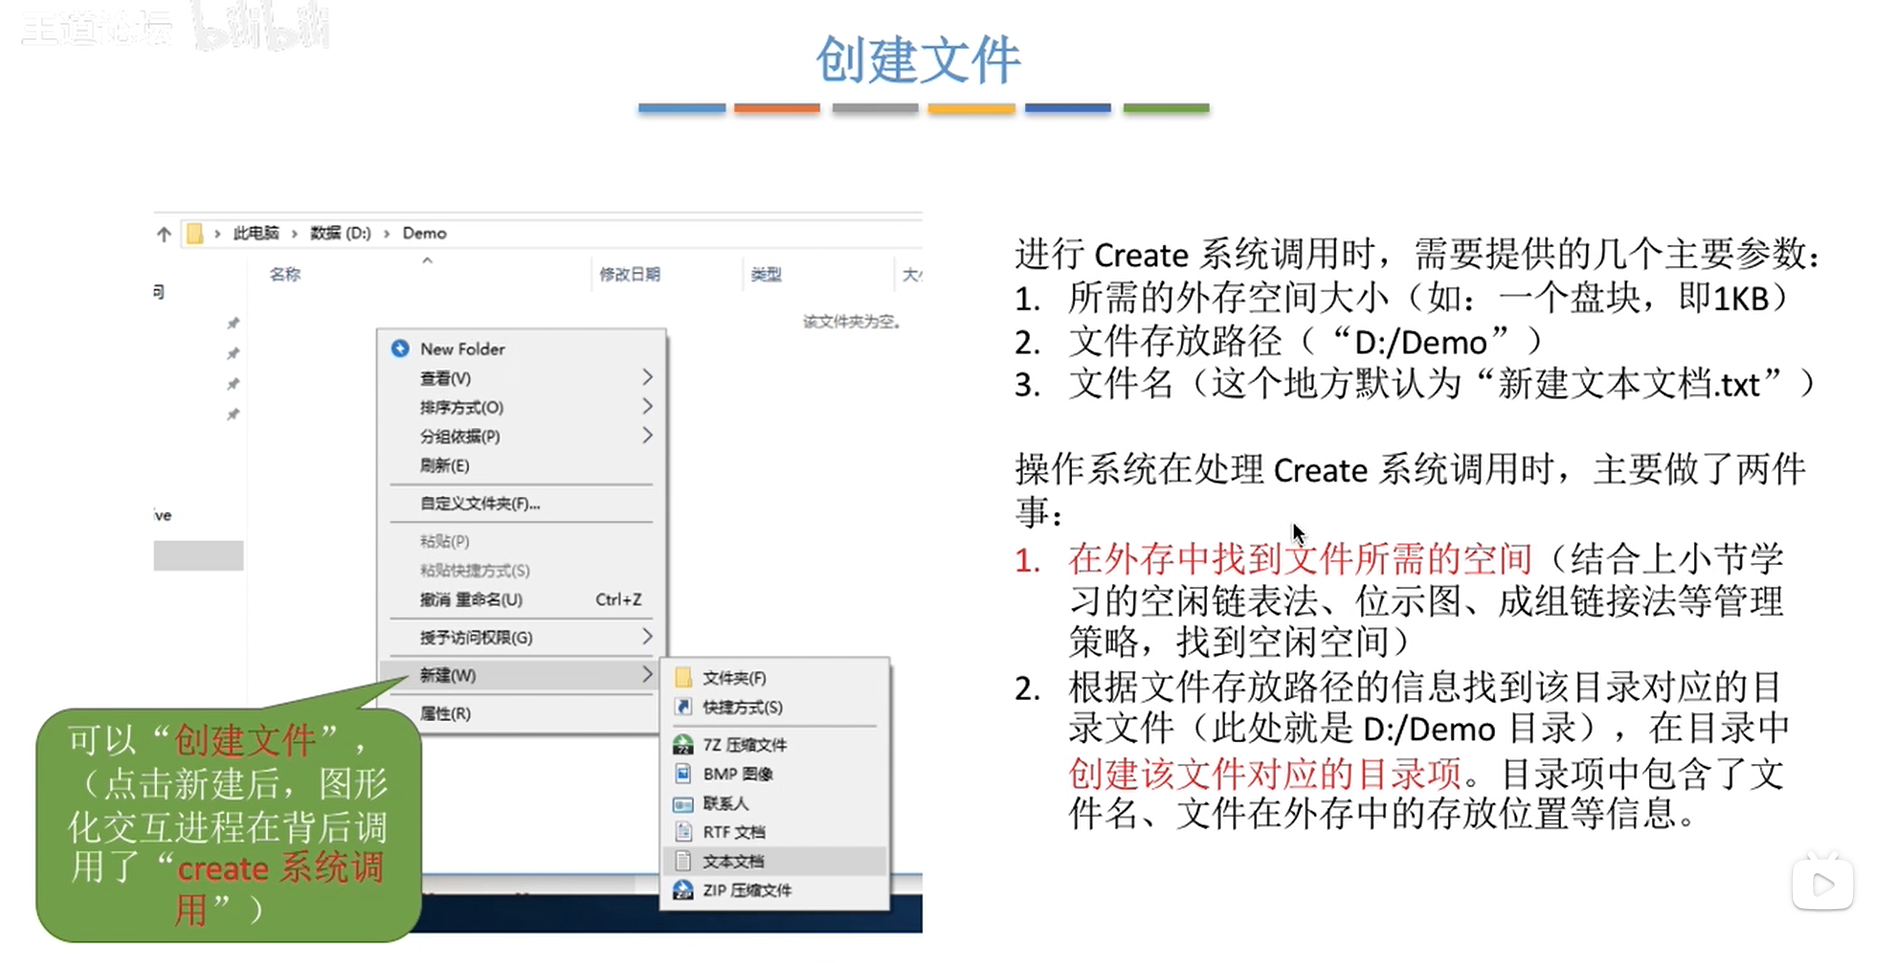 王道论坛 bilibili
创建文件
此电脑 > 数据 (D:) > Demo
名称 修改日期 类型
该文件夹为空。
New Folder
查看(V)
排序方式(O)
分组依据(P)
刷新(E)
自定义文件夹(F)...
粘贴(P)
粘贴快捷方式(S)
撤消 重命名(U) Ctrl+Z
授予访问权限(G)
新建(W)
属性(R)
文件夹(F)
快捷方式(S)
7Z 压缩文件
BMP 图像
联系人
RTF 文档
文本文档
ZIP 压缩文件
可以“创建文件”，
（点击新建后，图形
化交互进程在背后调
用了“create 系统调
用”）
进行 Create 系统调用时，需要提供的几个主要参数：
1. 所需的外存空间大小（如：一个盘块，即1KB）
2. 文件存放路径（“D:/Demo”）
3. 文件名（这个地方默认为“新建文本文档.txt”）
操作系统在处理 Create 系统调用时，主要做了两件
事：
1. 在外存中找到文件所需的空间（结合上小节学
习的空闲链表法、位示图、成组链接法等管理
策略，找到空闲空间）
2. 根据文件存放路径的信息找到该目录对应的目
录文件（此处就是 D:/Demo 目录），在目录中
创建该文件对应的目录项。目录项中包含了文
件名、文件在外存中的存放位置等信息。